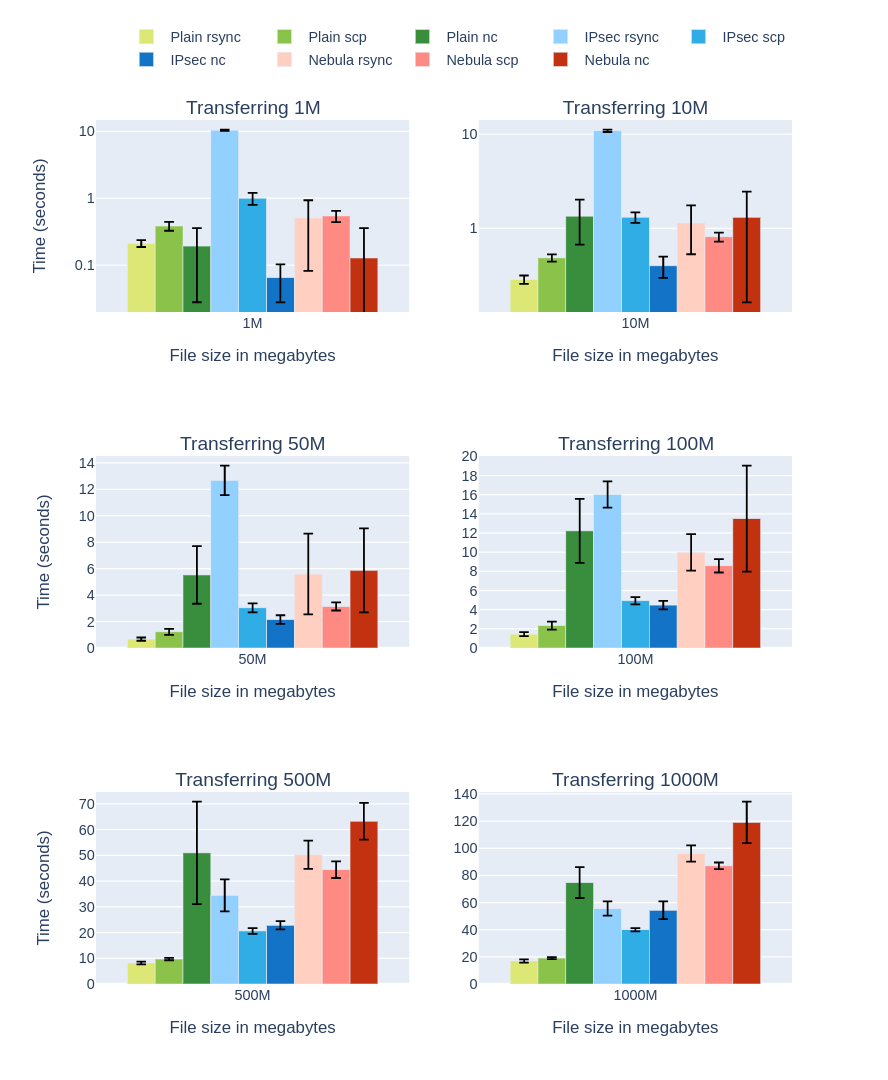 Plain rsync Plain scp Plain nc IPsec rsync IPsec scp
IPsec nc Nebula rsync Nebula scp Nebula nc
Transferring 1M
Time (seconds)
10
1
0.1
1M
File size in megabytes
Transferring 10M
10
1
10M
File size in megabytes
Transferring 50M
Time (seconds)
14
12
10
8
6
4
2
0
50M
File size in megabytes
Transferring 100M
20
18
16
14
12
10
8
6
4
2
0
100M
File size in megabytes
Transferring 500M
Time (seconds)
70
60
50
40
30
20
10
0
500M
File size in megabytes
Transferring 1000M
140
120
100
80
60
40
20
0
1000M
File size in megabytes